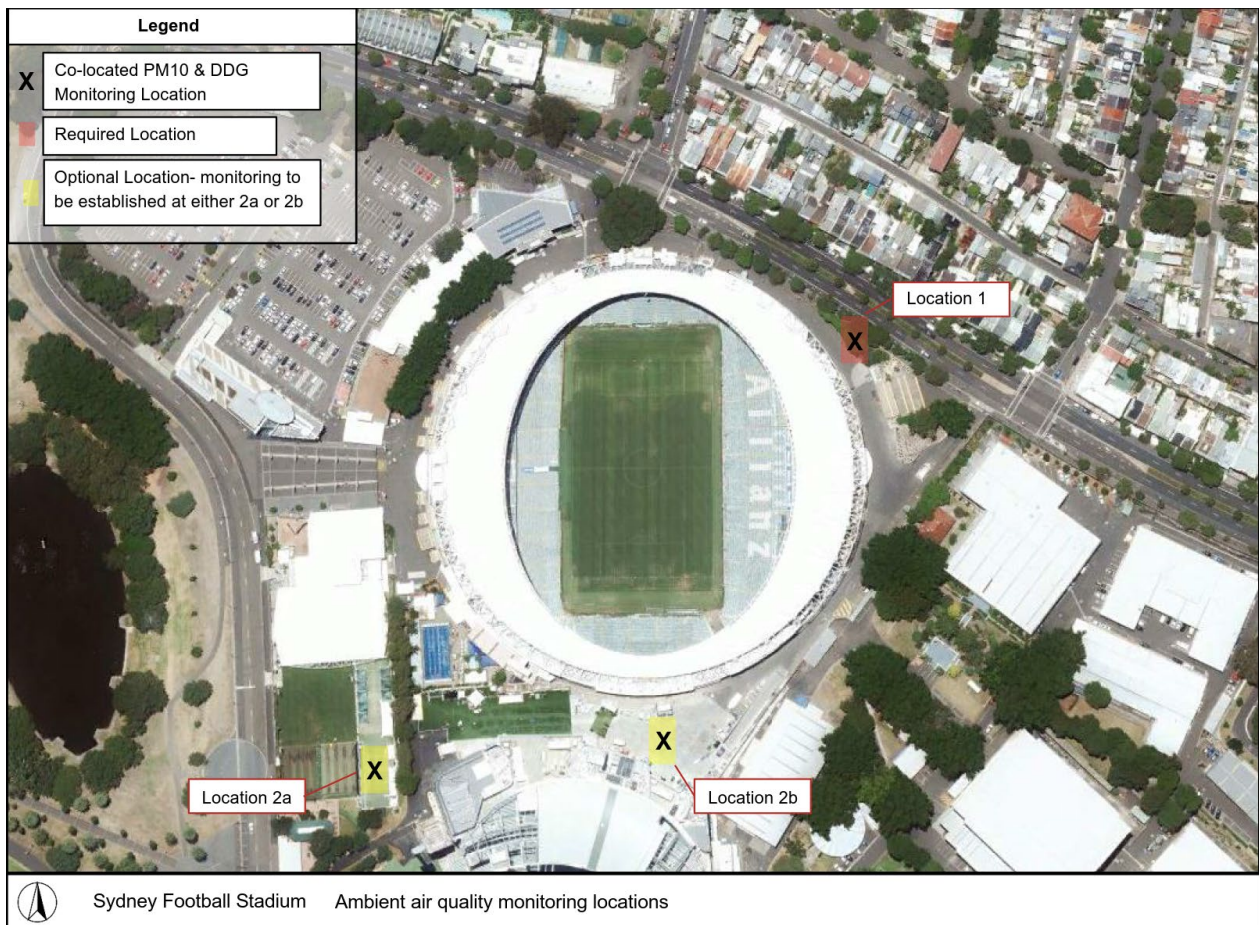 Legend
X
Co-located PM10 & DDG
Monitoring Location
Required Location
Optional Location- monitoring to
be established at either 2a or 2b
Location 1
X
Allianz
X
Location 2a
X
Location 2b
Sydney Football Stadium Ambient air quality monitoring locations